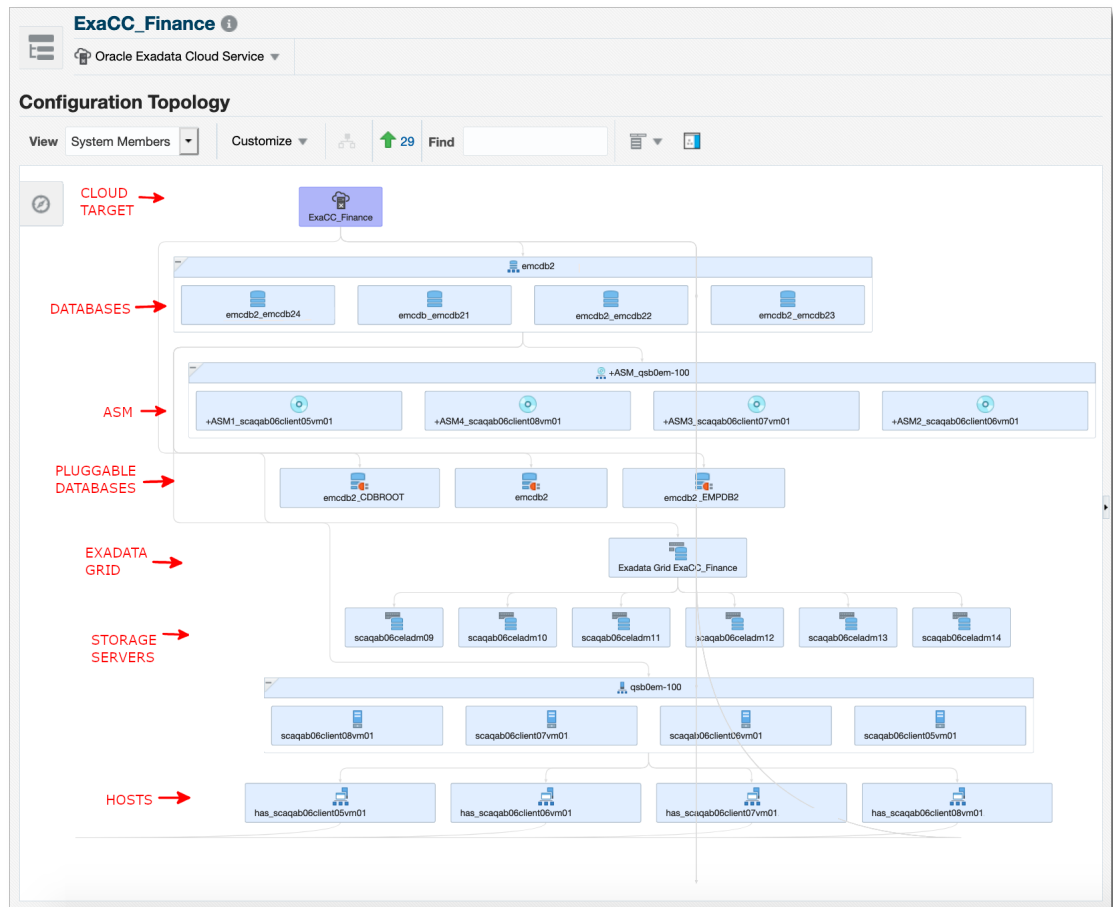 ExaCC_Finance
Oracle Exadata Cloud Service
Configuration Topology
View System Members Customize 29 Find
CLOUD
TARGET
ExaCC_Finance
emcdb2
DATABASES
emcdb2_emcdb24 emcdb_emcdb21 emcdb2_emcdb22 emcdb2_emcdb23
+ASM_qsb0em-100
ASM
+ASM1_scaqab06client05vm01 +ASM4_scaqab06client08vm01 +ASM3_scaqab06client07vm01 +ASM2_scaqab06client06vm01
PLUGGABLE
DATABASES
emcdb2_CDBROOT emcdb2 emcdb2_EMPDB2
EXADATA
GRID
Exadata Grid ExaCC_Finance
STORAGE
SERVERS
scaqab06celadm09 scaqab06celadm10 scaqab06celadm11 scaqab06celadm12 scaqab06celadm13 scaqab06celadm14
qsb0em-100
scaqab06client08vm01 scaqab06client07vm01 scaqab06client06vm01 scaqab06client05vm01
HOSTS
has_scaqab06client05vm01 has_scaqab06client06vm01 has_scaqab06client07vm01 has_scaqab06client08vm01